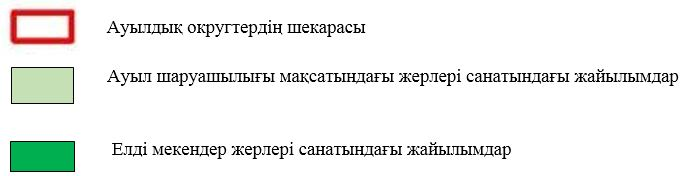 Ауылдық округтердің шекарасы
Ауыл шаруашылығы мақсатындағы жерлері санатындағы жайылымдар
Елді мекендер жерлері санатындағы жайылымдар